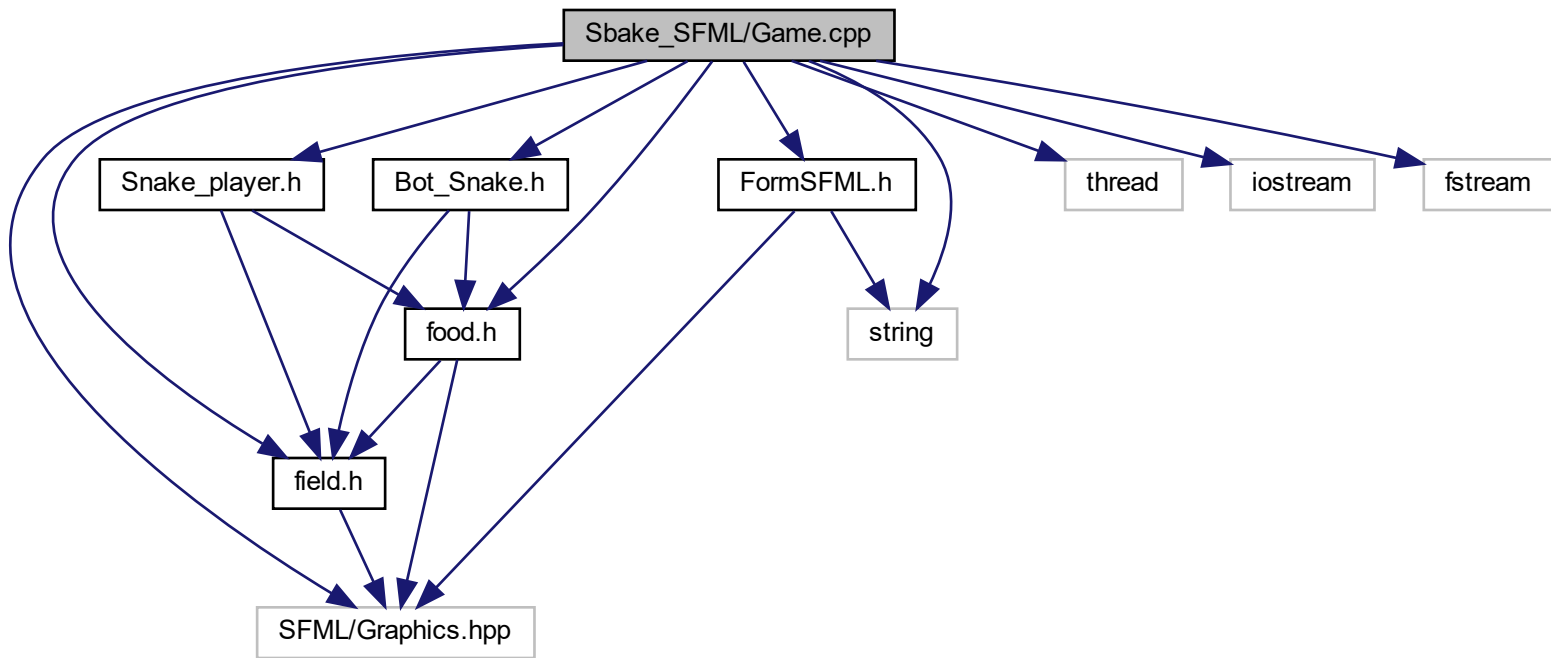 Sbake_SFML/Game.cpp
Snake_player.h
Bot_Snake.h
FormSFML.h
thread
iostream
fstream
food.h
string
field.h
SFML/Graphics.hpp